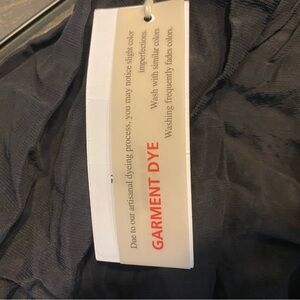 Due to our artisanal dyeing process, you may notice slight color
imperfections.
Wash with similar colors.
Washing frequently fades colors.
GARMENT DYE